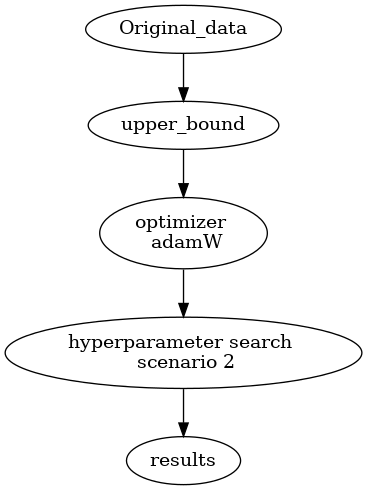 Original_data
upper_bound
optimizer
adamW
hyperparameter search
scenario 2
results